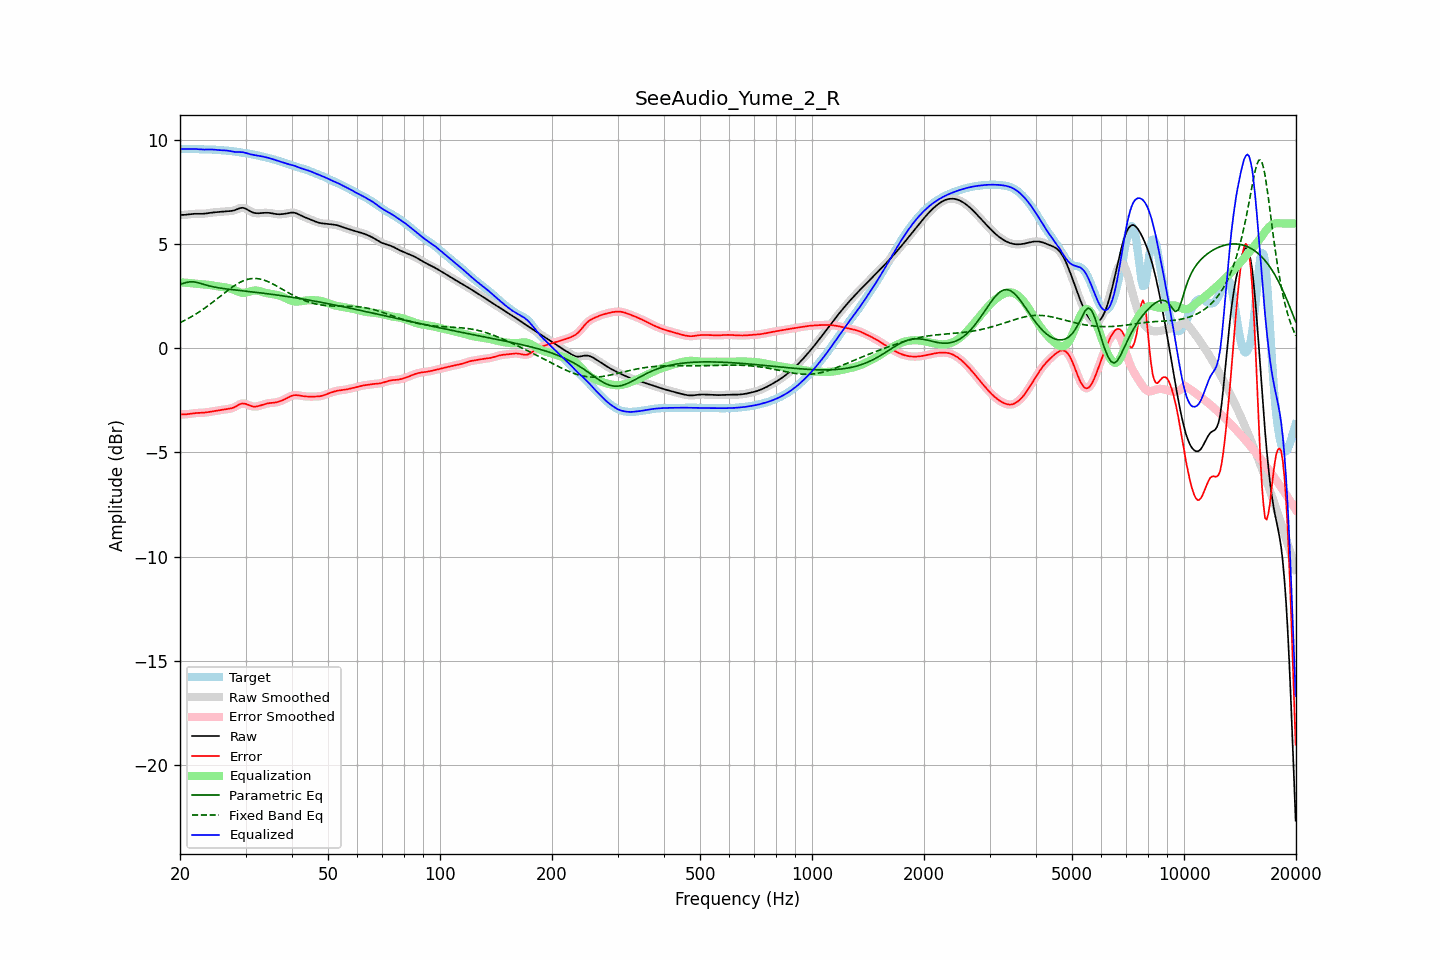 SeeAudio_Yume_2_R
Amplitude (dBr)
10
5
0
−5
−10
−15
−20
Target
Raw Smoothed
Error Smoothed
Raw
Error
Equalization
Parametric Eq
Fixed Band Eq
Equalized
20
50
100
200
500
1000
2000
5000
10000
20000
Frequency (Hz)